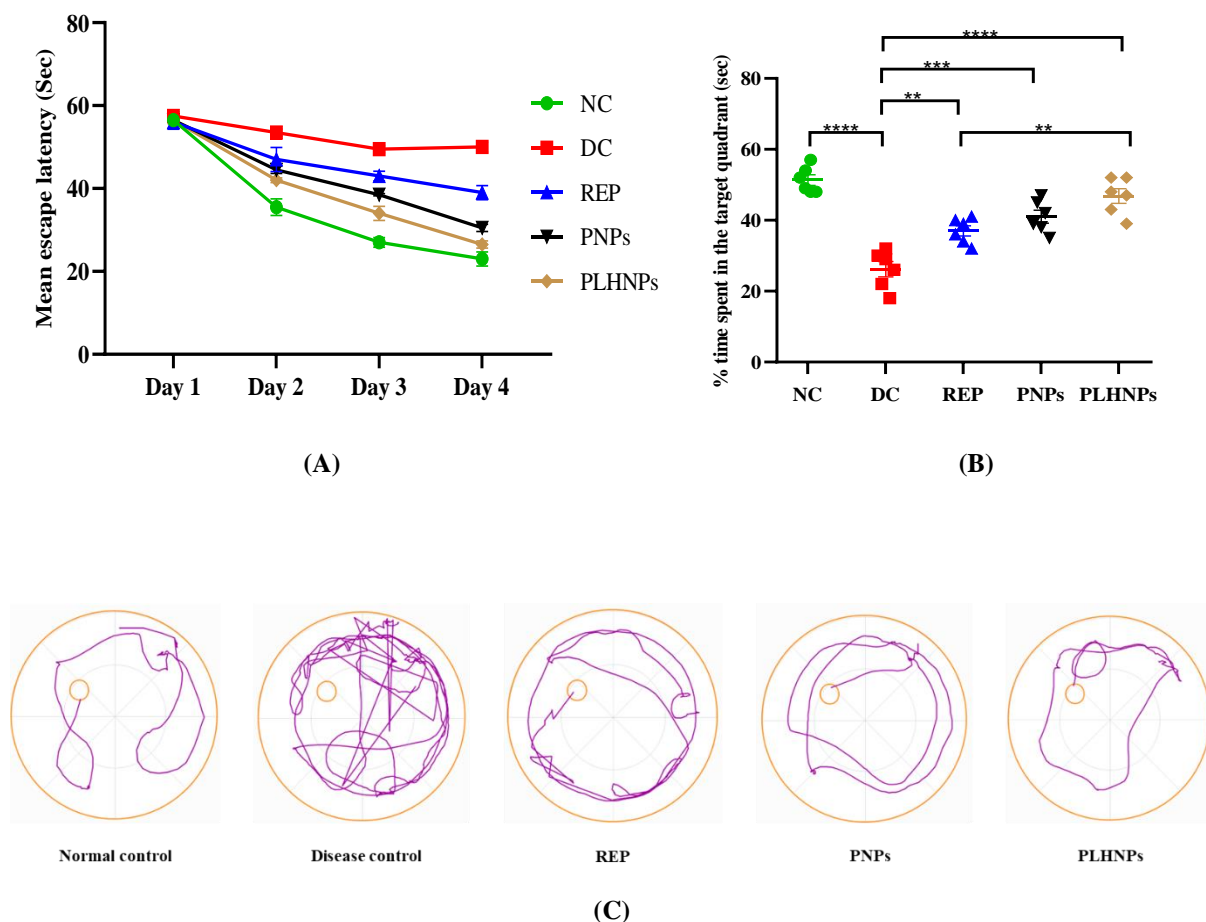 Mean escape latency (Sec)
80
60
40
20
0
Day 1 Day 2 Day 3 Day 4
NC
DC
REP
PNPs
PLHNPs
(A)
% time spent in the target quadrant (sec)
80
60
40
20
0
****
***
**
****
**
NC DC REP PNPs PLHNPs
(B)
Normal control Disease control REP PNPs PLHNPs
(C)